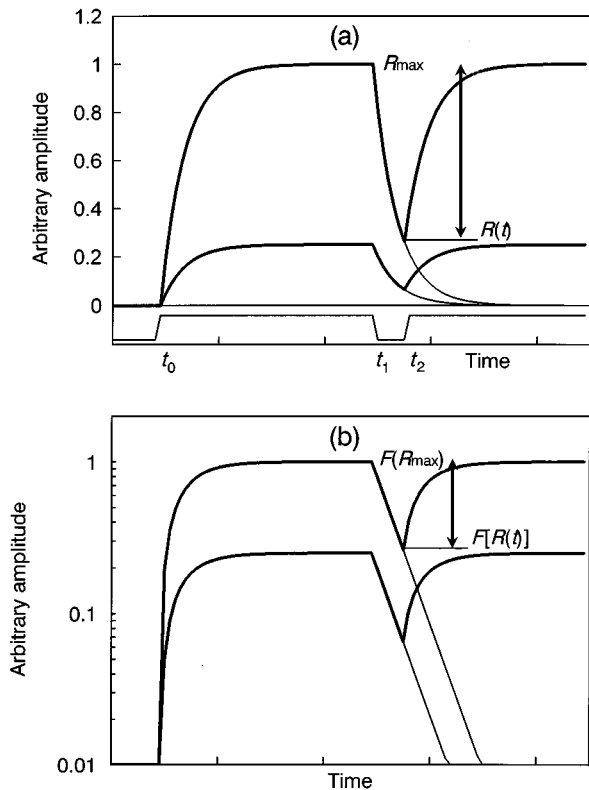 (a)
1.2
1
0.8
0.6
0.4
0.2
0
Arbitrary amplitude
Rmax
R(t)
t0 t1 t2 Time
(b)
1
0.1
0.01
Arbitrary amplitude
F(Rmax)
F[R(t)]
Time